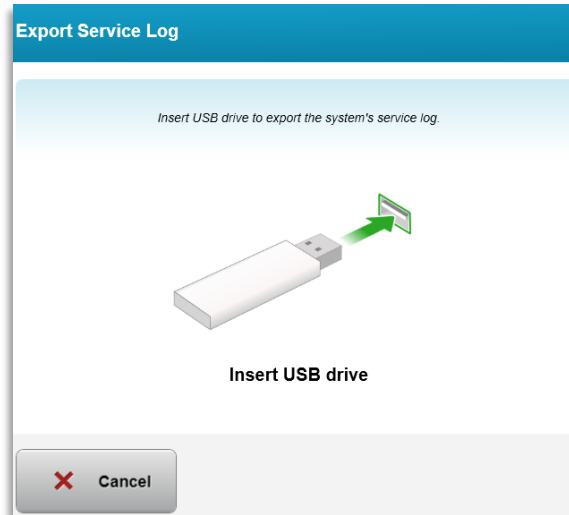 Export Service Log
Insert USB drive to export the system's service log.
Insert USB drive
Cancel